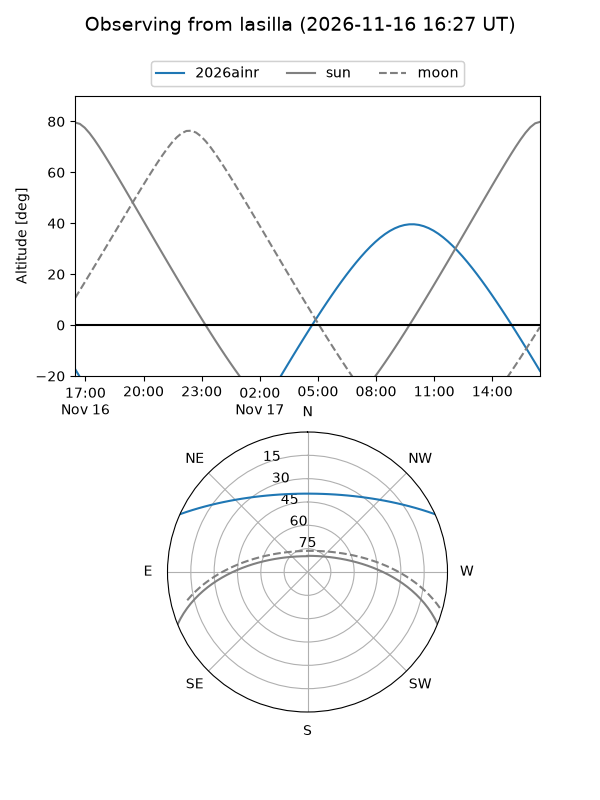 Observing from lasilla (2026-11-16 16:27 UT)
2026ainr sun moon
80
60
40
20
0
−20
Altitude [deg]
17:00 20:00 23:00 02:00 05:00 08:00 11:00 14:00
Nov 16 Nov 17
N
NE NW
15
30
45
60
75
E W
SE SW
S